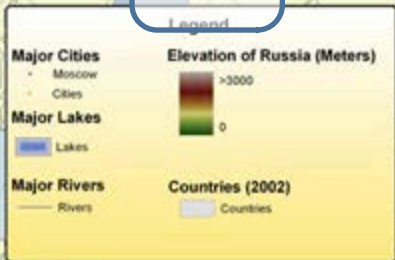 Legend
Major Cities
Moscow
Cities
Major Lakes
Lakes
Major Rivers
Rivers
Elevation of Russia (Meters)
>3000
0
Countries (2002)
Countries